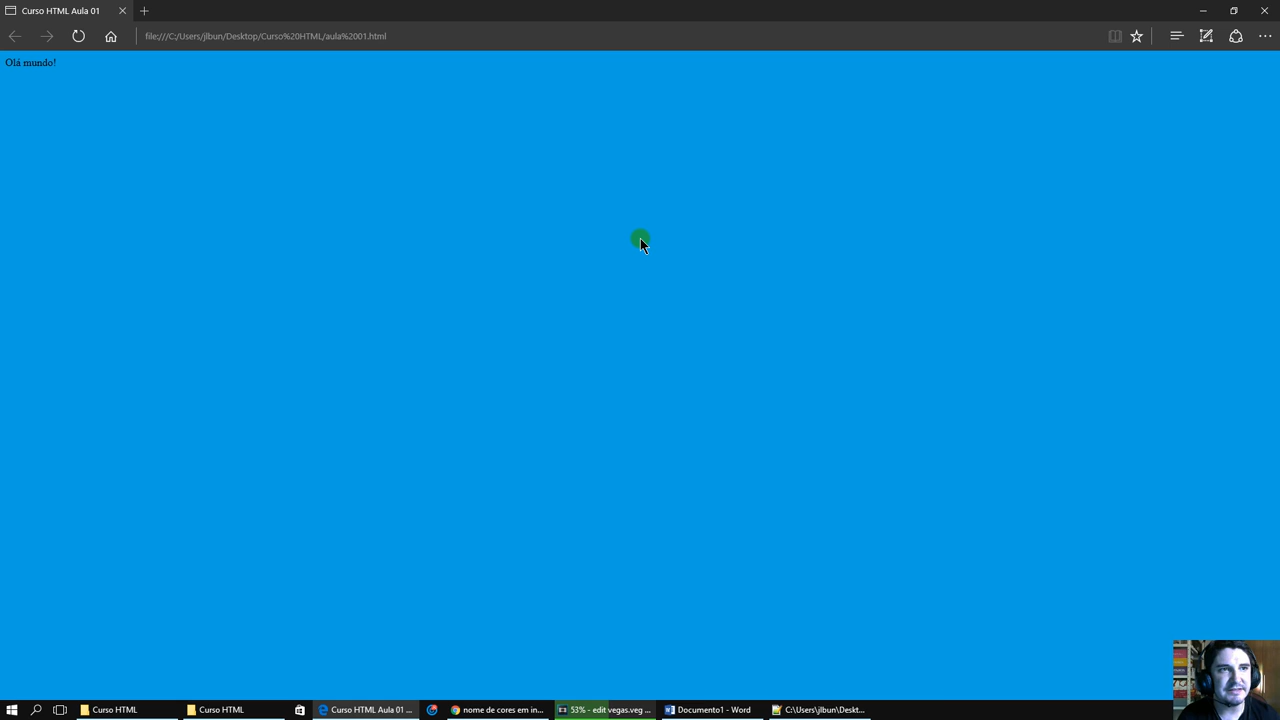 Curso HTML Aula 01
file:///C:/Users/jlbun/Desktop/Curso%20HTML/aula%2001.html
Olá mundo!
Curso HTML
Curso HTML
Curso HTML Aula 01 ...
nome de cores em in...
53% - edit vegas.veg ...
Documento1 - Word
C:\Users\jlbun\Deskt...